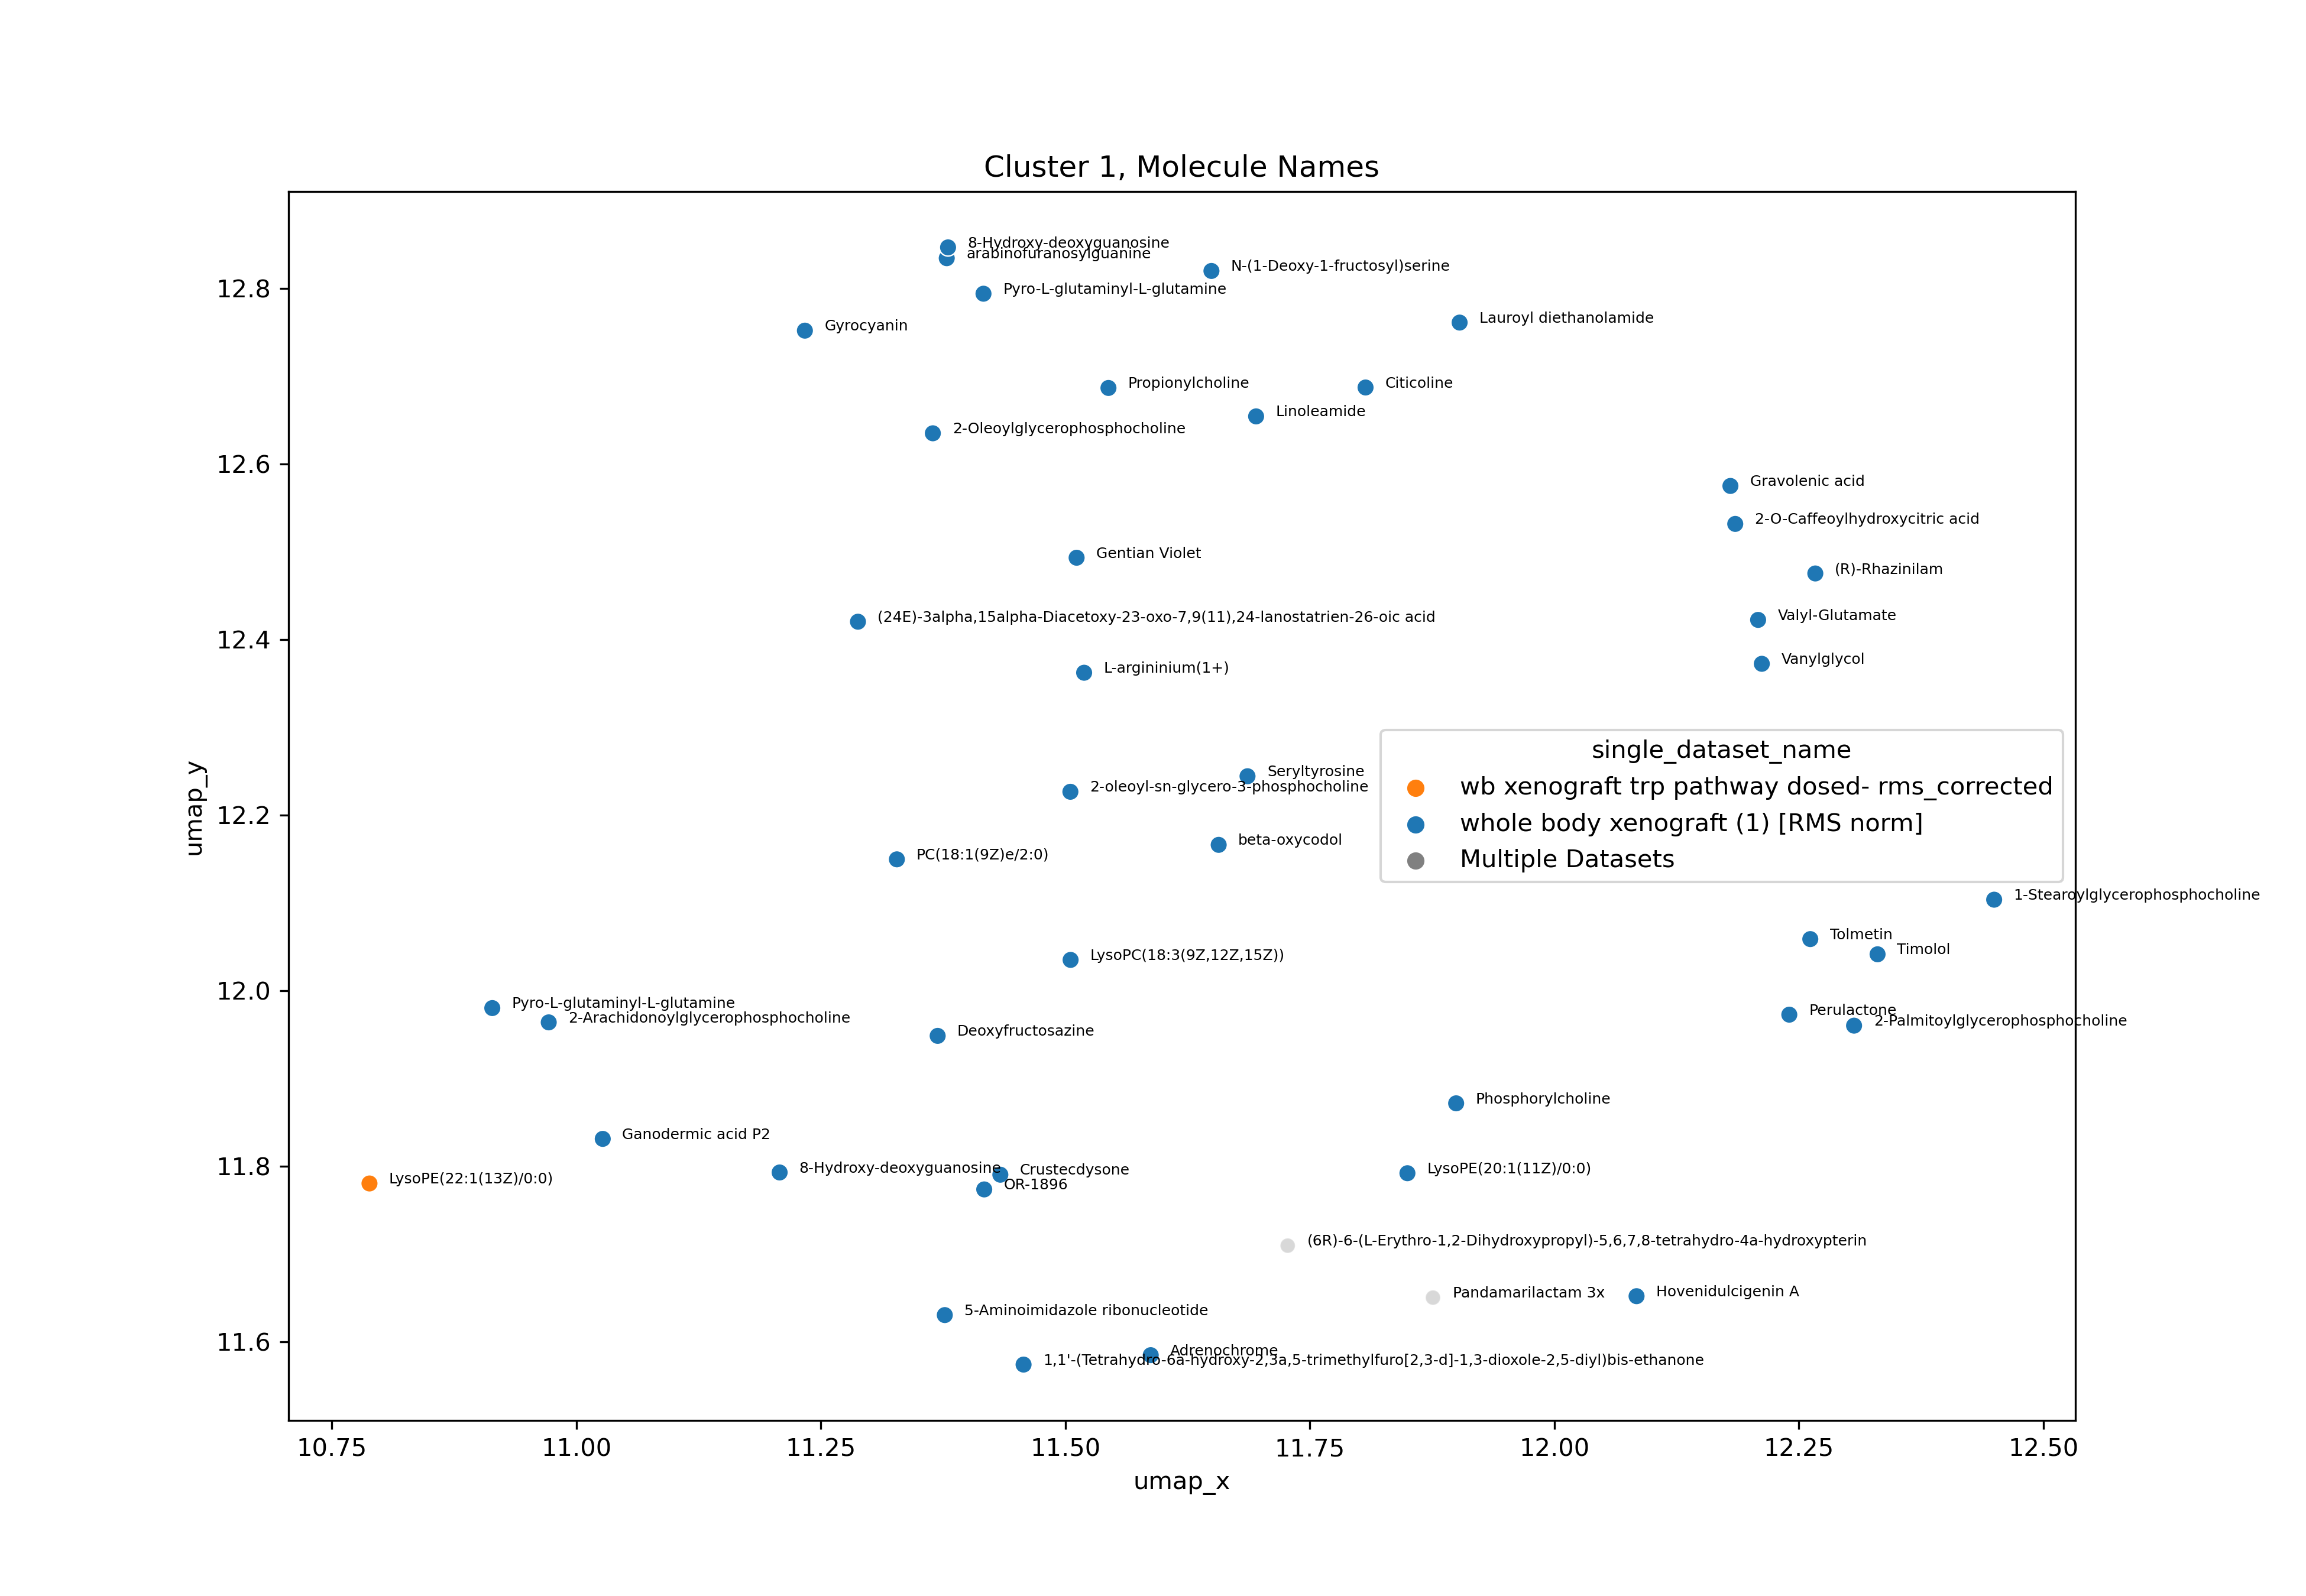 Cluster 1, Molecule Names
8-Hydroxy-deoxyguanosine
arabinofuranosylguanine
N-(1-Deoxy-1-fructosyl)serine
Pyro-L-glutaminyl-L-glutamine
Lauroyl diethanolamide
Gyrocyanin
Propionylcholine
Citicoline
Linoleamide
2-Oleoylglycerophosphocholine
Gravolenic acid
2-O-Caffeoylhydroxycitric acid
Gentian Violet
(R)-Rhazinilam
(24E)-3alpha,15alpha-Diacetoxy-23-oxo-7,9(11),24-lanostatrien-26-oic acid
Valyl-Glutamate
Vanylglycol
L-argininium(1+)
single_dataset_name
wb xenograft trp pathway dosed- rms_corrected
whole body xenograft (1) [RMS norm]
Multiple Datasets
Seryltyrosine
2-oleoyl-sn-glycero-3-phosphocholine
beta-oxycodol
PC(18:1(9Z)e/2:0)
1-Stearoylglycerophosphocholine
Tolmetin
Timolol
LysoPC(18:3(9Z,12Z,15Z))
Pyro-L-glutaminyl-L-glutamine
2-Arachidonoylglycerophosphocholine
Perulactone
2-Palmitoylglycerophosphocholine
Deoxyfructosazine
Phosphorylcholine
Ganodermic acid P2
8-Hydroxy-deoxyguanosine
Crustecdysone
LysoPE(20:1(11Z)/0:0)
LysoPE(22:1(13Z)/0:0)
OR-1896
(6R)-6-(L-Erythro-1,2-Dihydroxypropyl)-5,6,7,8-tetrahydro-4a-hydroxypterin
Pandamarilactam 3x
Hovenidulcigenin A
5-Aminoimidazole ribonucleotide
Adrenochrome
1,1'-(Tetrahydro-6a-hydroxy-2,3a,5-trimethylfuro[2,3-d]-1,3-dioxole-2,5-diyl)bis-ethanone
umap_y
12.8
12.6
12.4
12.2
12.0
11.8
11.6
10.75 11.00 11.25 11.50 11.75 12.00 12.25 12.50
umap_x